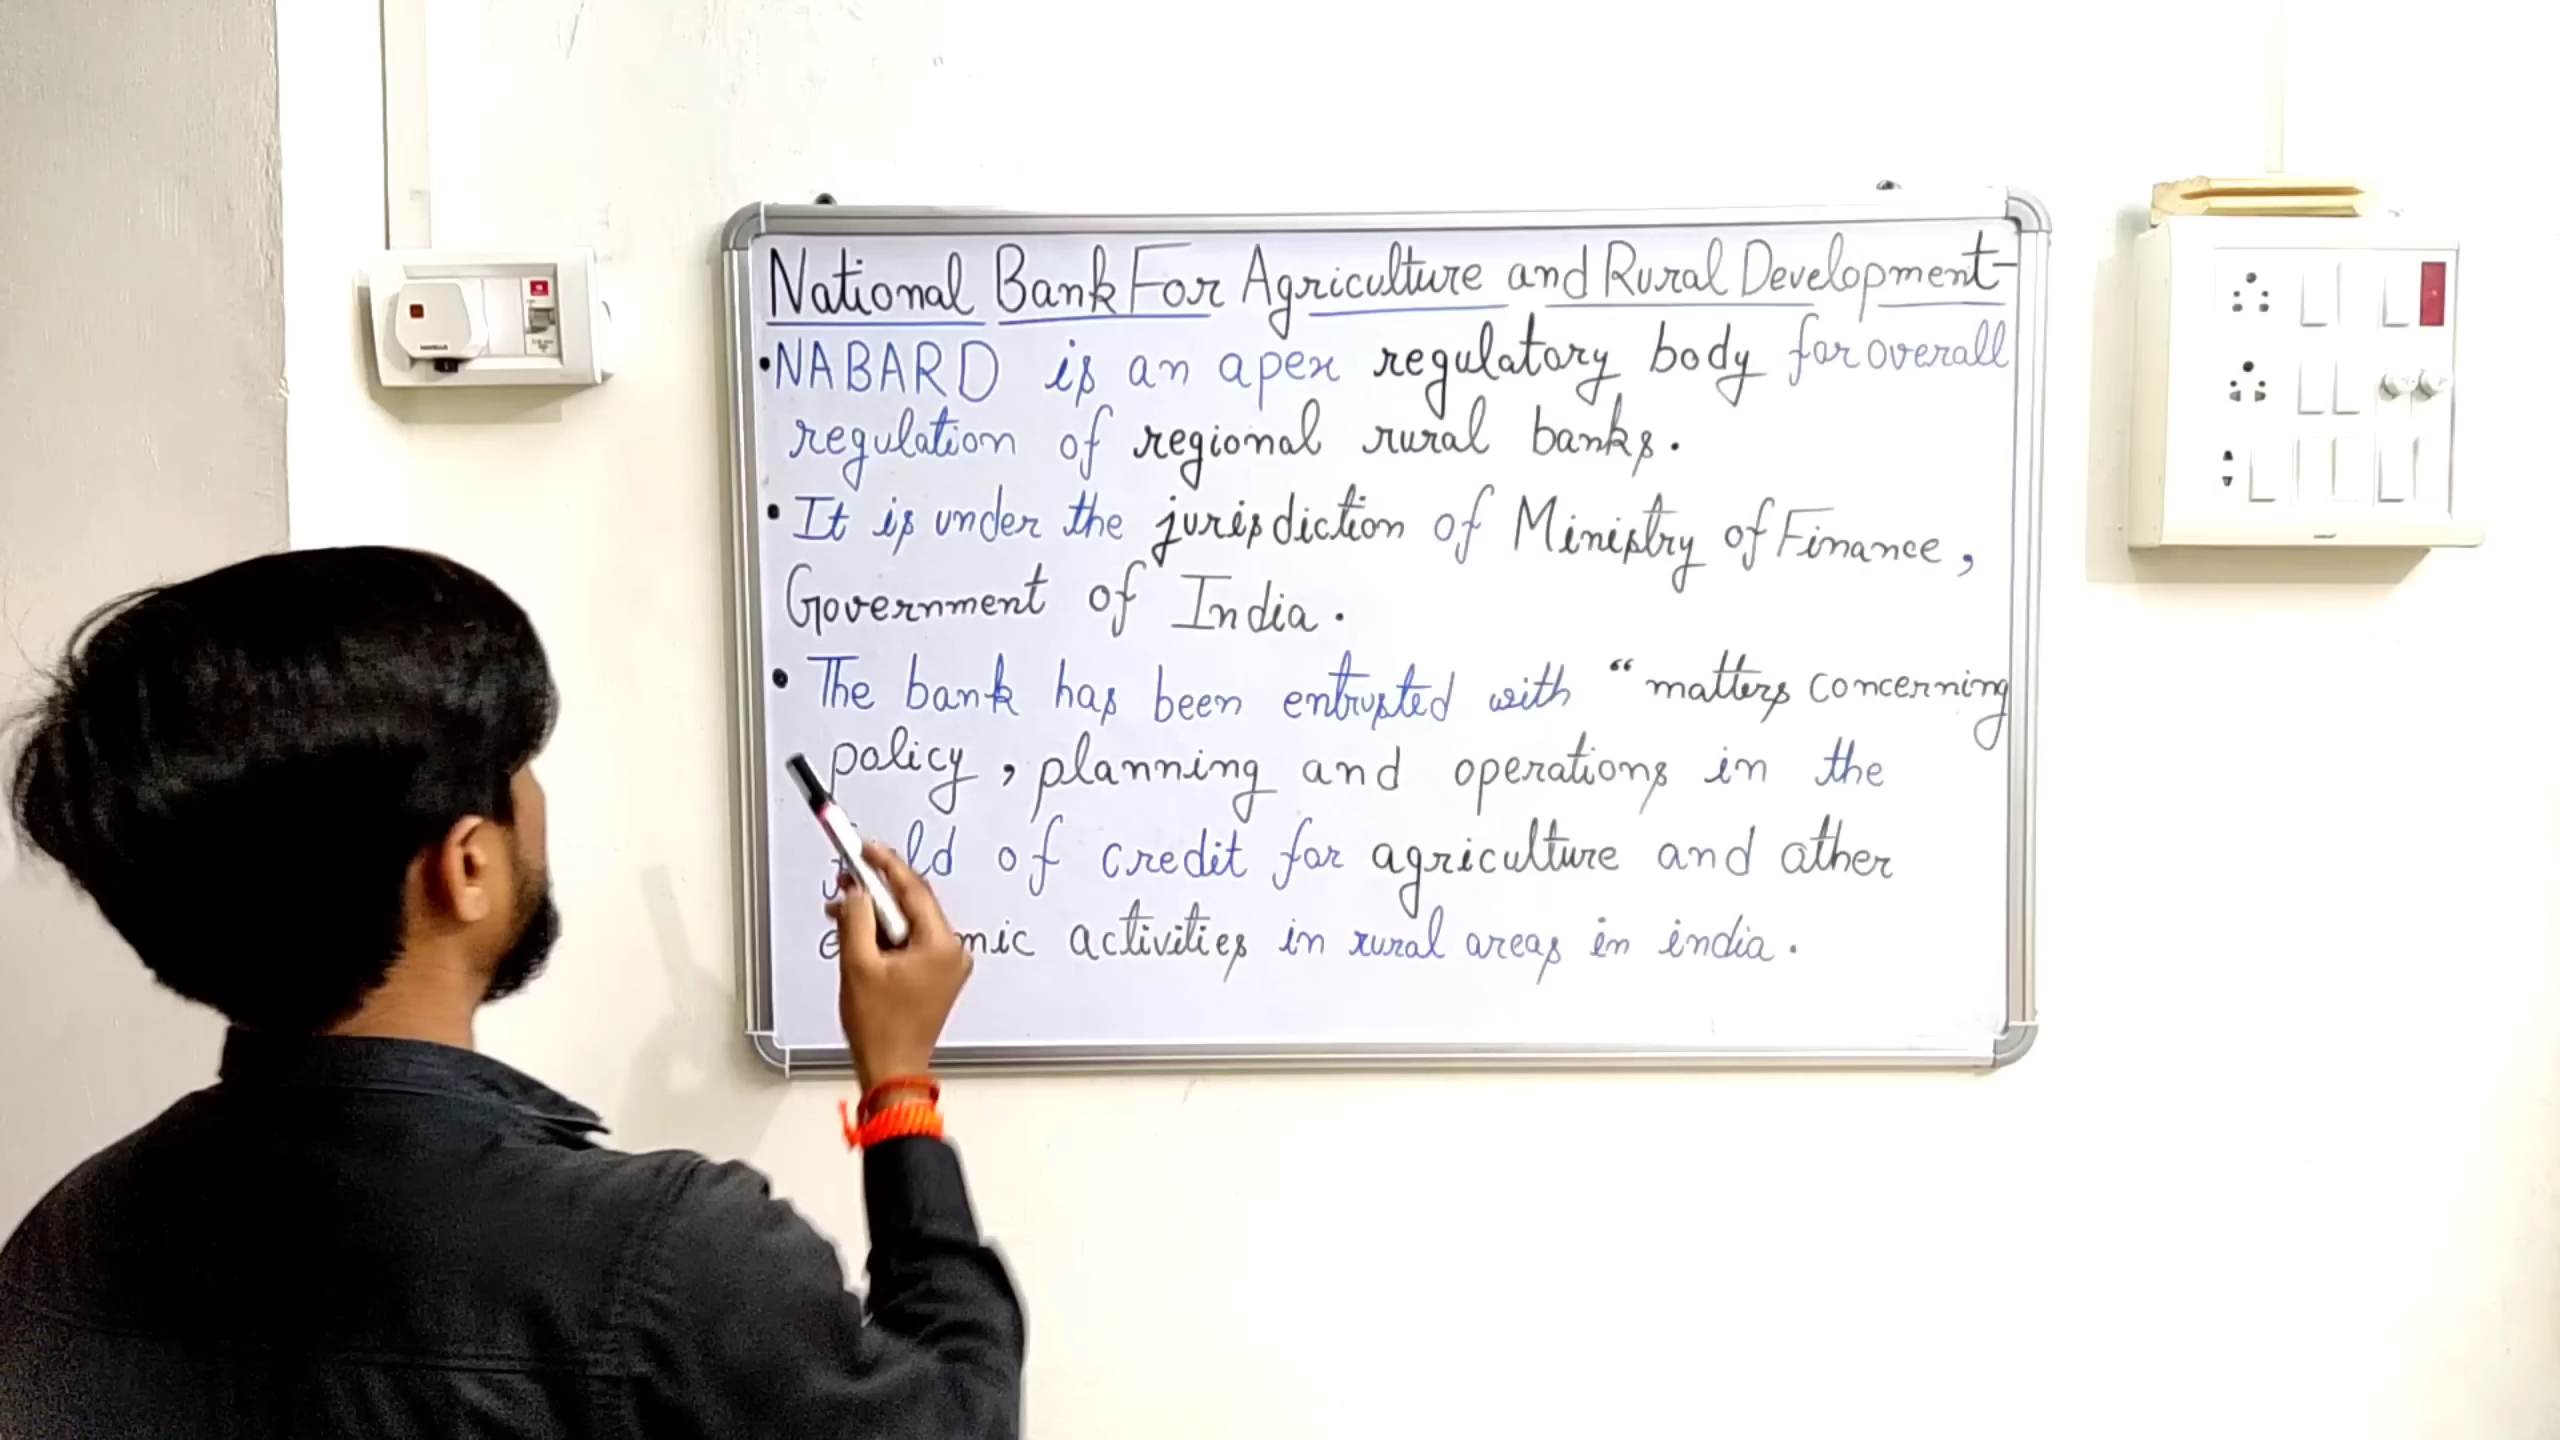 National Bank For Agriculture and Rural Development-
•NABARD is an apex regulatory body for overall
regulation of regional rural banks.
• It is under the jurisdiction of Ministry of Finance,
Government of India.
• The bank has been entrusted with “matters concerning
policy, planning and operations in the
of credit for agriculture and other
activities in rural areas in india.